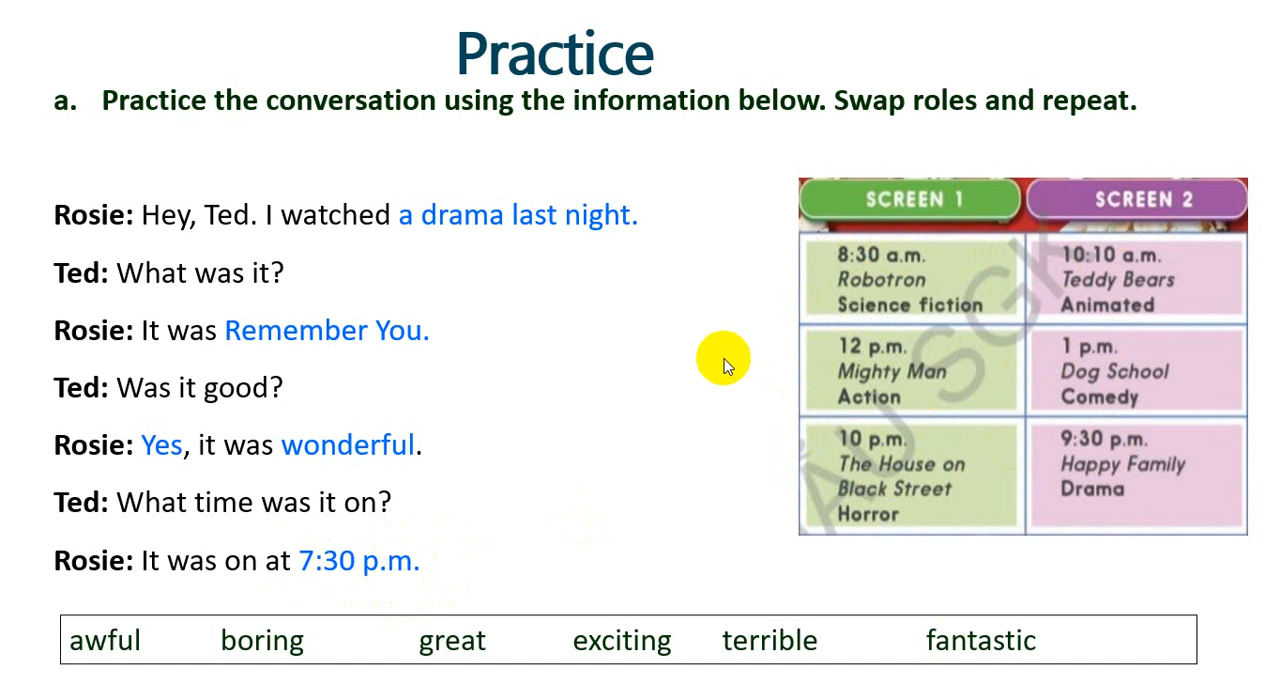 Practice
a. Practice the conversation using the information below. Swap roles and repeat.
Rosie: Hey, Ted. I watched a drama last night.
Ted: What was it?
Rosie: It was Remember You.
Ted: Was it good?
Rosie: Yes, it was wonderful.
Ted: What time was it on?
Rosie: It was on at 7:30 p.m.
SCREEN 1
8:30 a.m.
Robotron
Science fiction
12 p.m.
Mighty Man
Action
10 p.m.
The House on
Black Street
Horror
SCREEN 2
10:10 a.m.
Teddy Bears
Animated
1 p.m.
Dog School
Comedy
9:30 p.m.
Happy Family
Drama
awful boring great exciting terrible fantastic